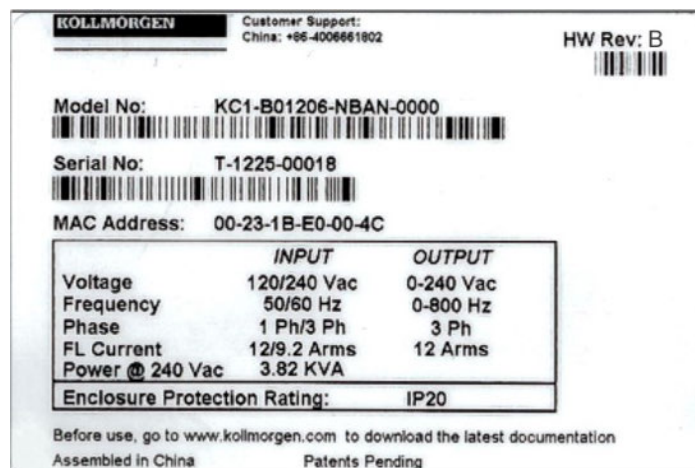 KOLLMORGEN
Customer Support:
China: +86-4006661802
HW Rev: B
Model No: KC1-B01206-NBAN-0000
Serial No: T-1225-00018
MAC Address: 00-23-1B-E0-00-4C
INPUT OUTPUT
Voltage 120/240 Vac 0-240 Vac
Frequency 50/60 Hz 0-800 Hz
Phase 1 Ph/3 Ph 3 Ph
FL Current 12/9.2 Arms 12 Arms
Power @ 240 Vac 3.82 KVA
Enclosure Protection Rating: IP20
Before use, go to www.kollmorgen.com to download the latest documentation
Assembled in China Patents Pending